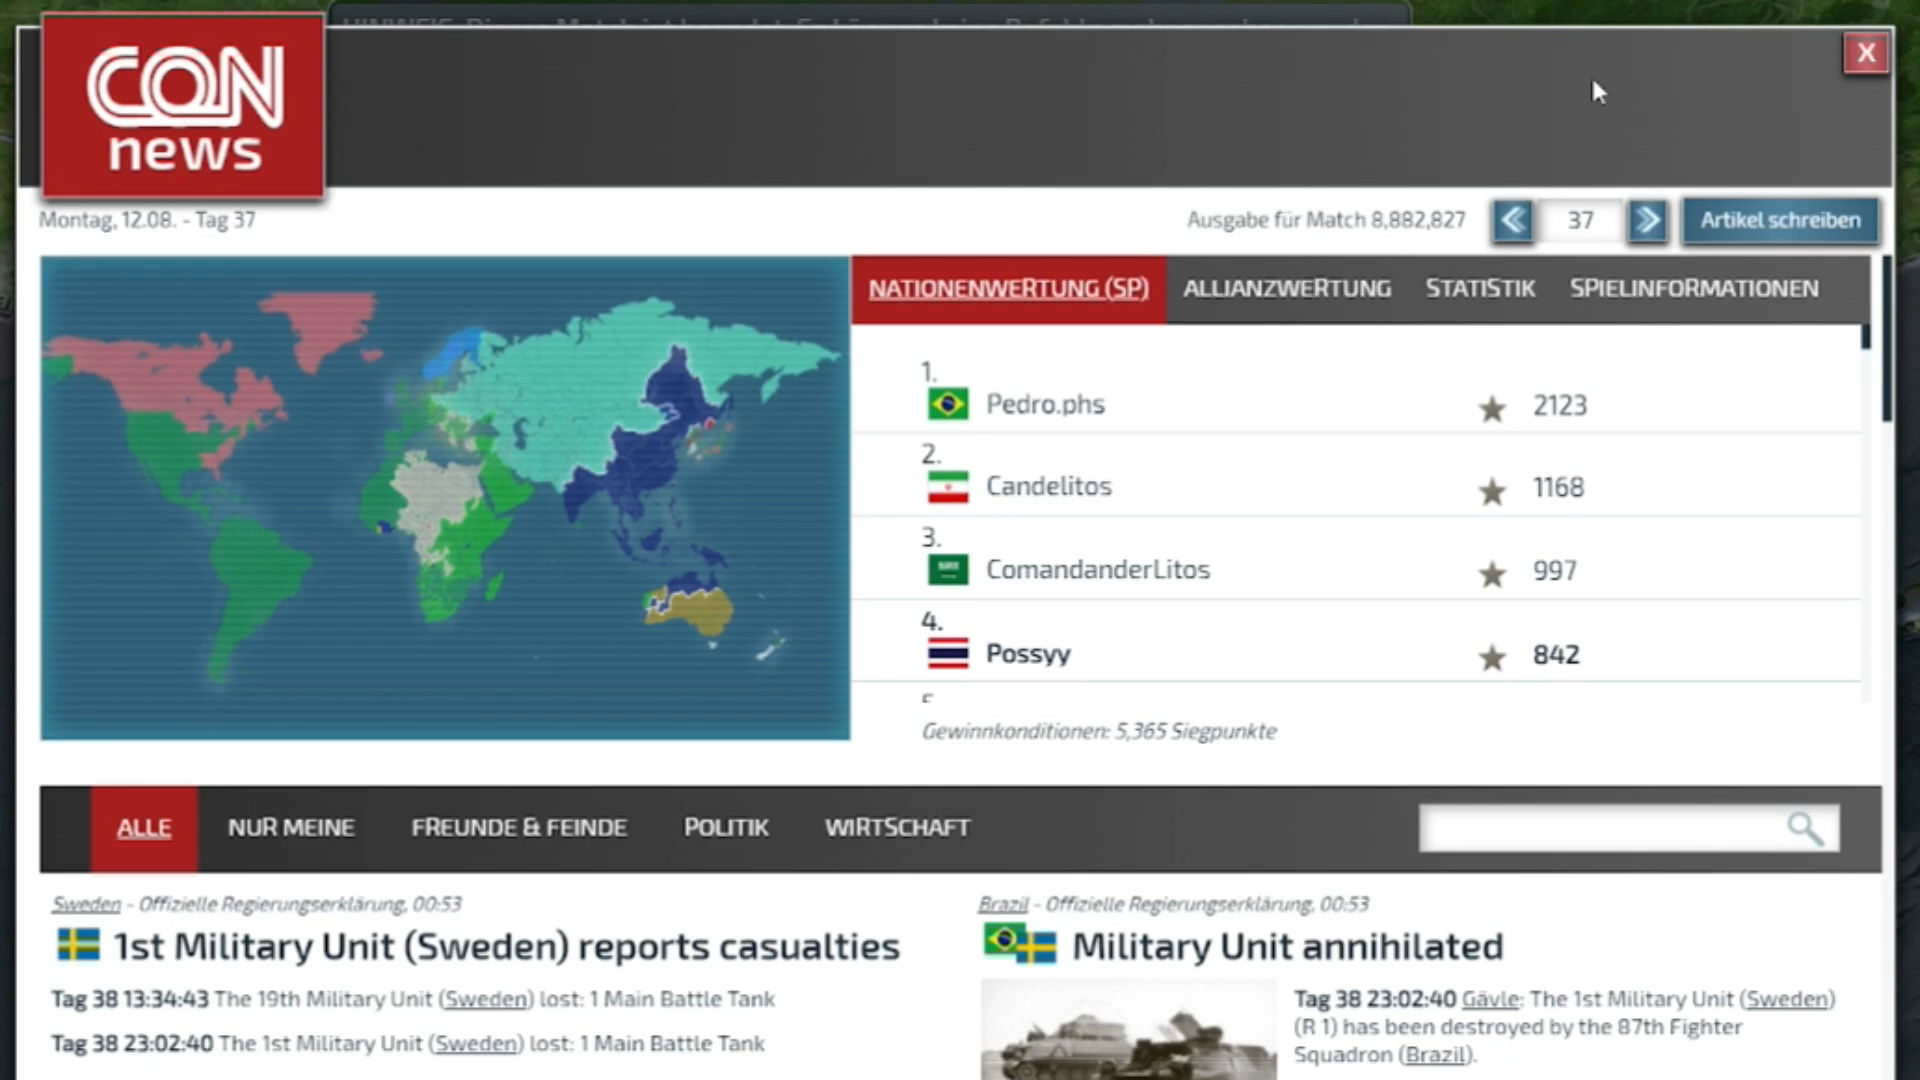 CON
news
Montag, 12.08. - Tag 37
Ausgabe für Match 8,882,827
37
Artikel schreiben
X
NATIONENWERTUNG (SP)
ALLIANZWERTUNG
STATISTIK
SPIELINFORMATIONEN
1.
Pedro.phs
2123
2.
Candelitos
1168
3.
ComandanderLitos
997
4.
Possyy
842
Gewinnkonditionen: 5,365 Siegpunkte
ALLE
NUR MEINE
FREUNDE & FEINDE
POLITIK
WIRTSCHAFT
Sweden - Offizielle Regierungserklärung, 00:53
1st Military Unit (Sweden) reports casualties
Tag 38 13:34:43 The 19th Military Unit (Sweden) lost: 1 Main Battle Tank
Tag 38 23:02:40 The 1st Military Unit (Sweden) lost: 1 Main Battle Tank
Brazil - Offizielle Regierungserklärung, 00:53
Military Unit annihilated
Tag 38 23:02:40 Gävle: The 1st Military Unit (Sweden)
(R 1) has been destroyed by the 87th Fighter
Squadron (Brazil).